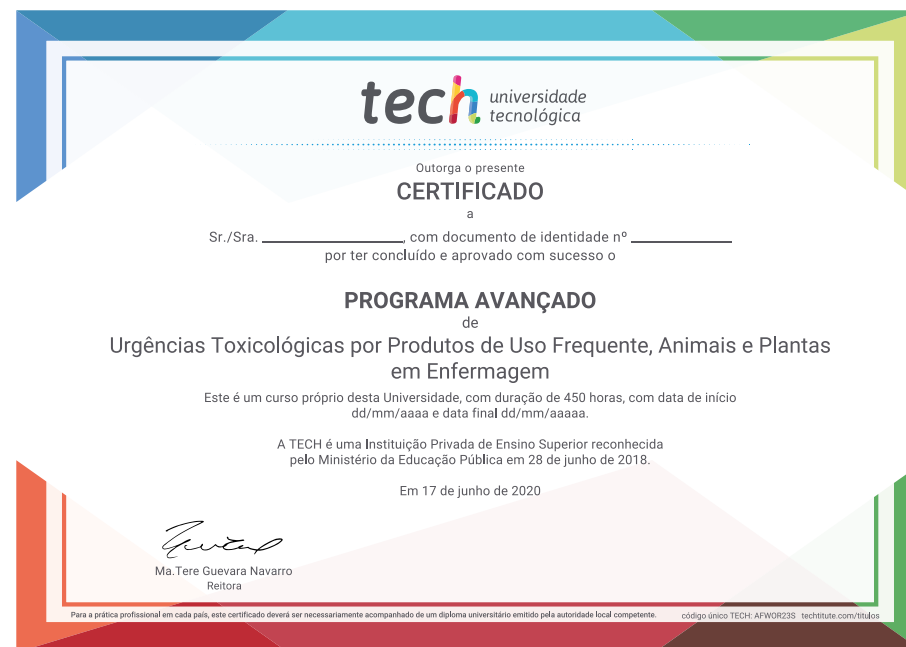 tech universidade
tecnológica
Outorga o presente
CERTIFICADO
a
Sr./Sra. ________________, com documento de identidade nº ____________
por ter concluído e aprovado com sucesso o
PROGRAMA AVANÇADO
de
Urgências Toxicológicas por Produtos de Uso Frequente, Animais e Plantas
em Enfermagem
Este é um curso próprio desta Universidade, com duração de 450 horas, com data de início
dd/mm/aaaa e data final dd/mm/aaaaa.
A TECH é uma Instituição Privada de Ensino Superior reconhecida
pelo Ministério da Educação Pública em 28 de junho de 2018.
Em 17 de junho de 2020
Ma.Tere Guevara Navarro
Reitora
Para a prática profissional em cada país, este certificado deverá ser necessariamente acompanhado de um diploma universitário emitido pela autoridade local competente. código único TECH: AFWOR23S techtitute.com/titulos